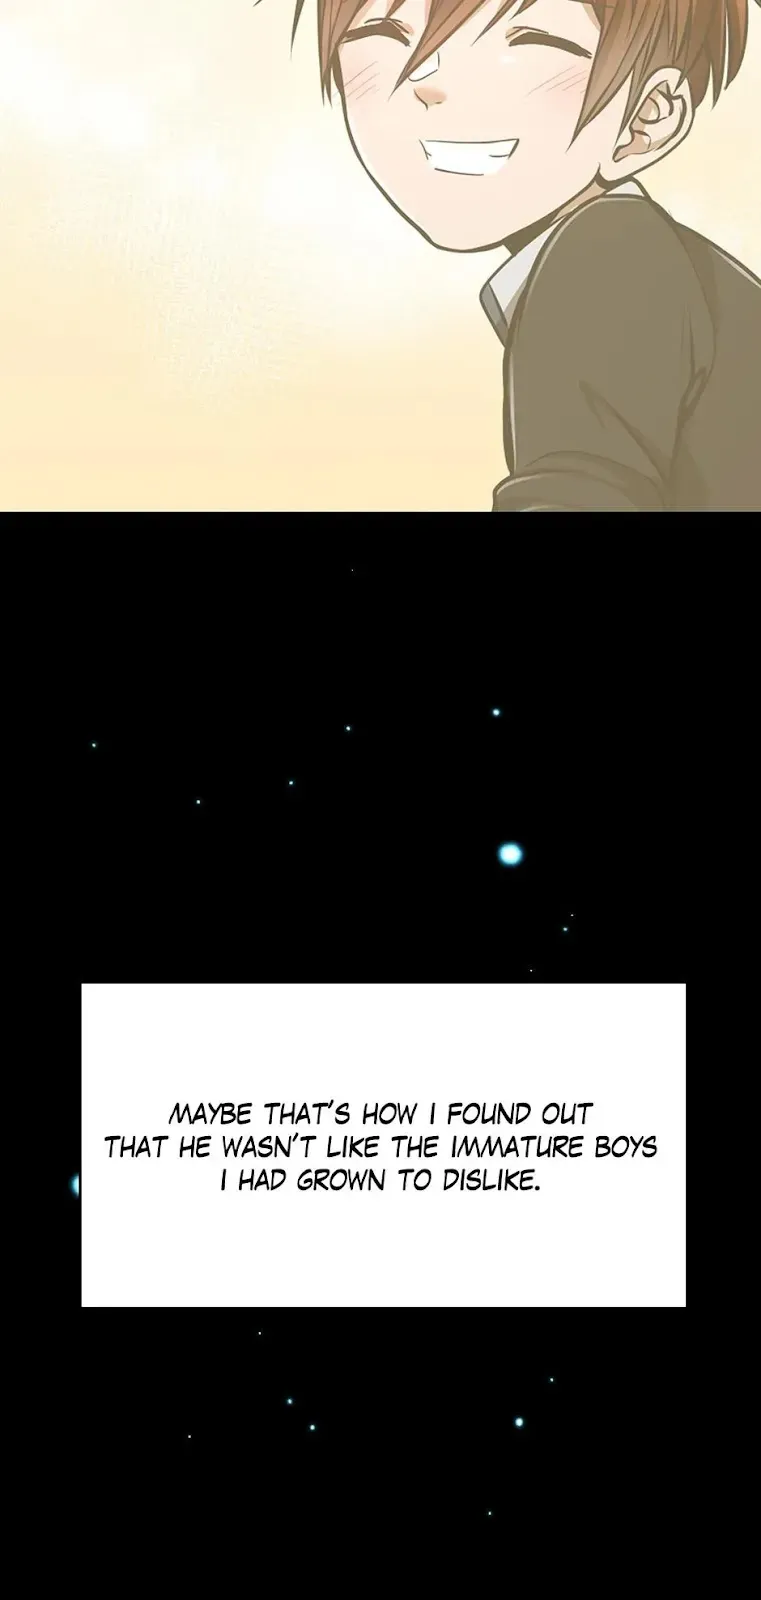 MAYBE THAT'S HOW I FOUND OUT
THAT HE WASN'T LIKE THE IMMATURE BOYS
I HAD GROWN TO DISLIKE.